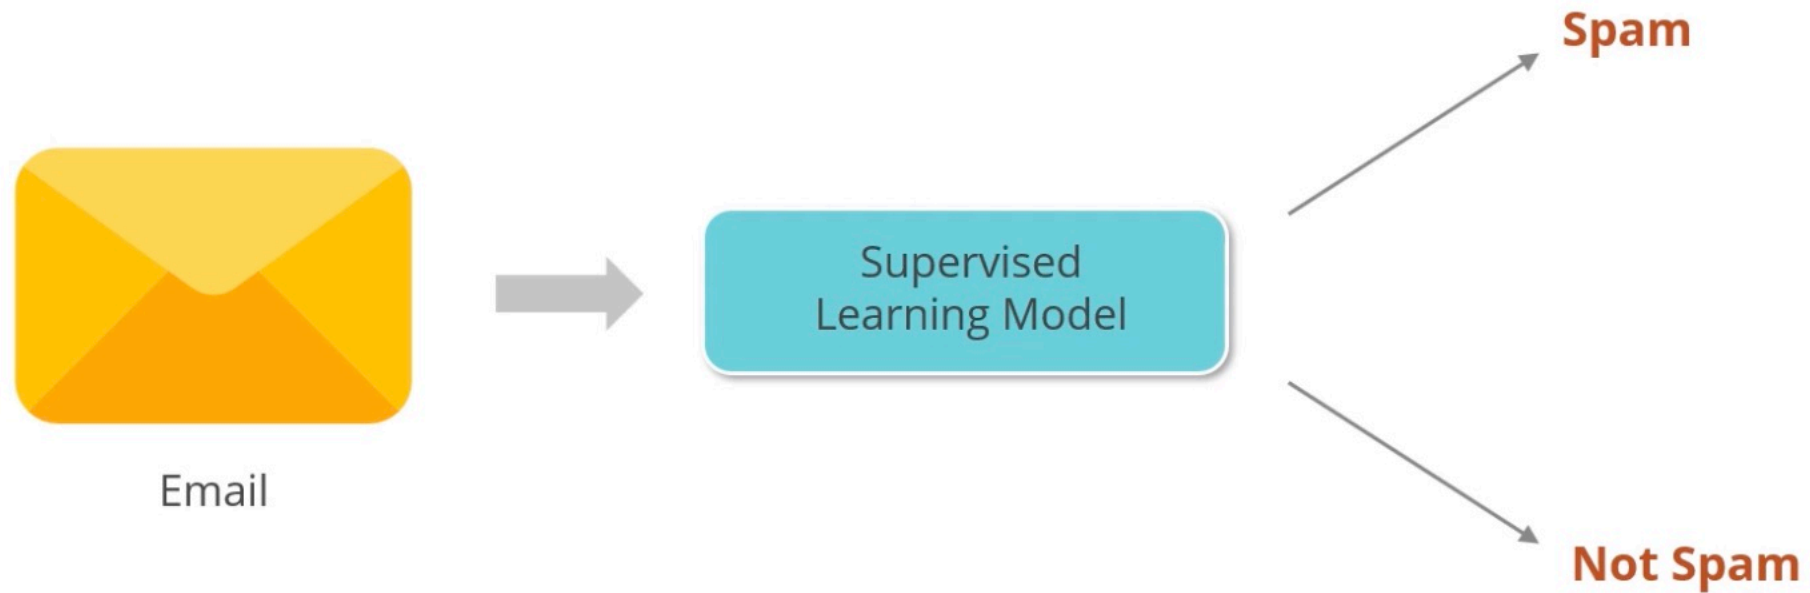 Spam
Supervised
Learning Model
Email
Not Spam